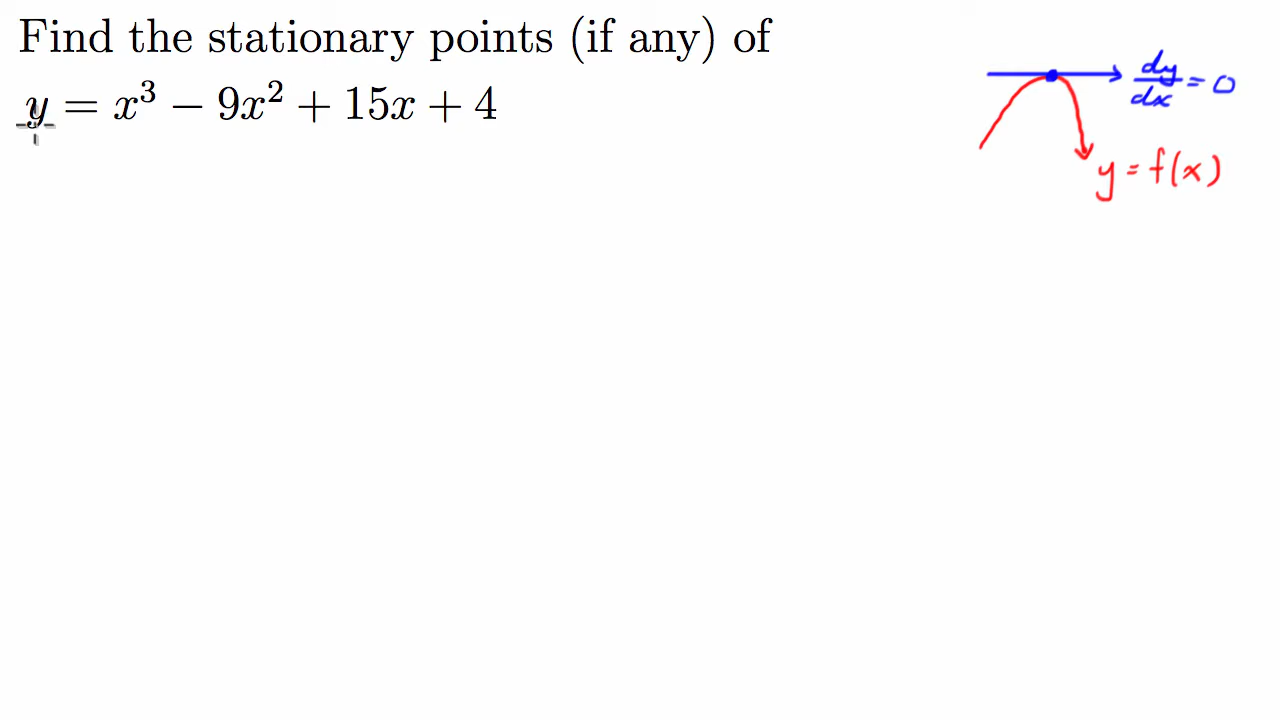 Find the stationary points (if any) of
y = x³ − 9x² + 15x + 4
dy/dx = 0
y = f(x)